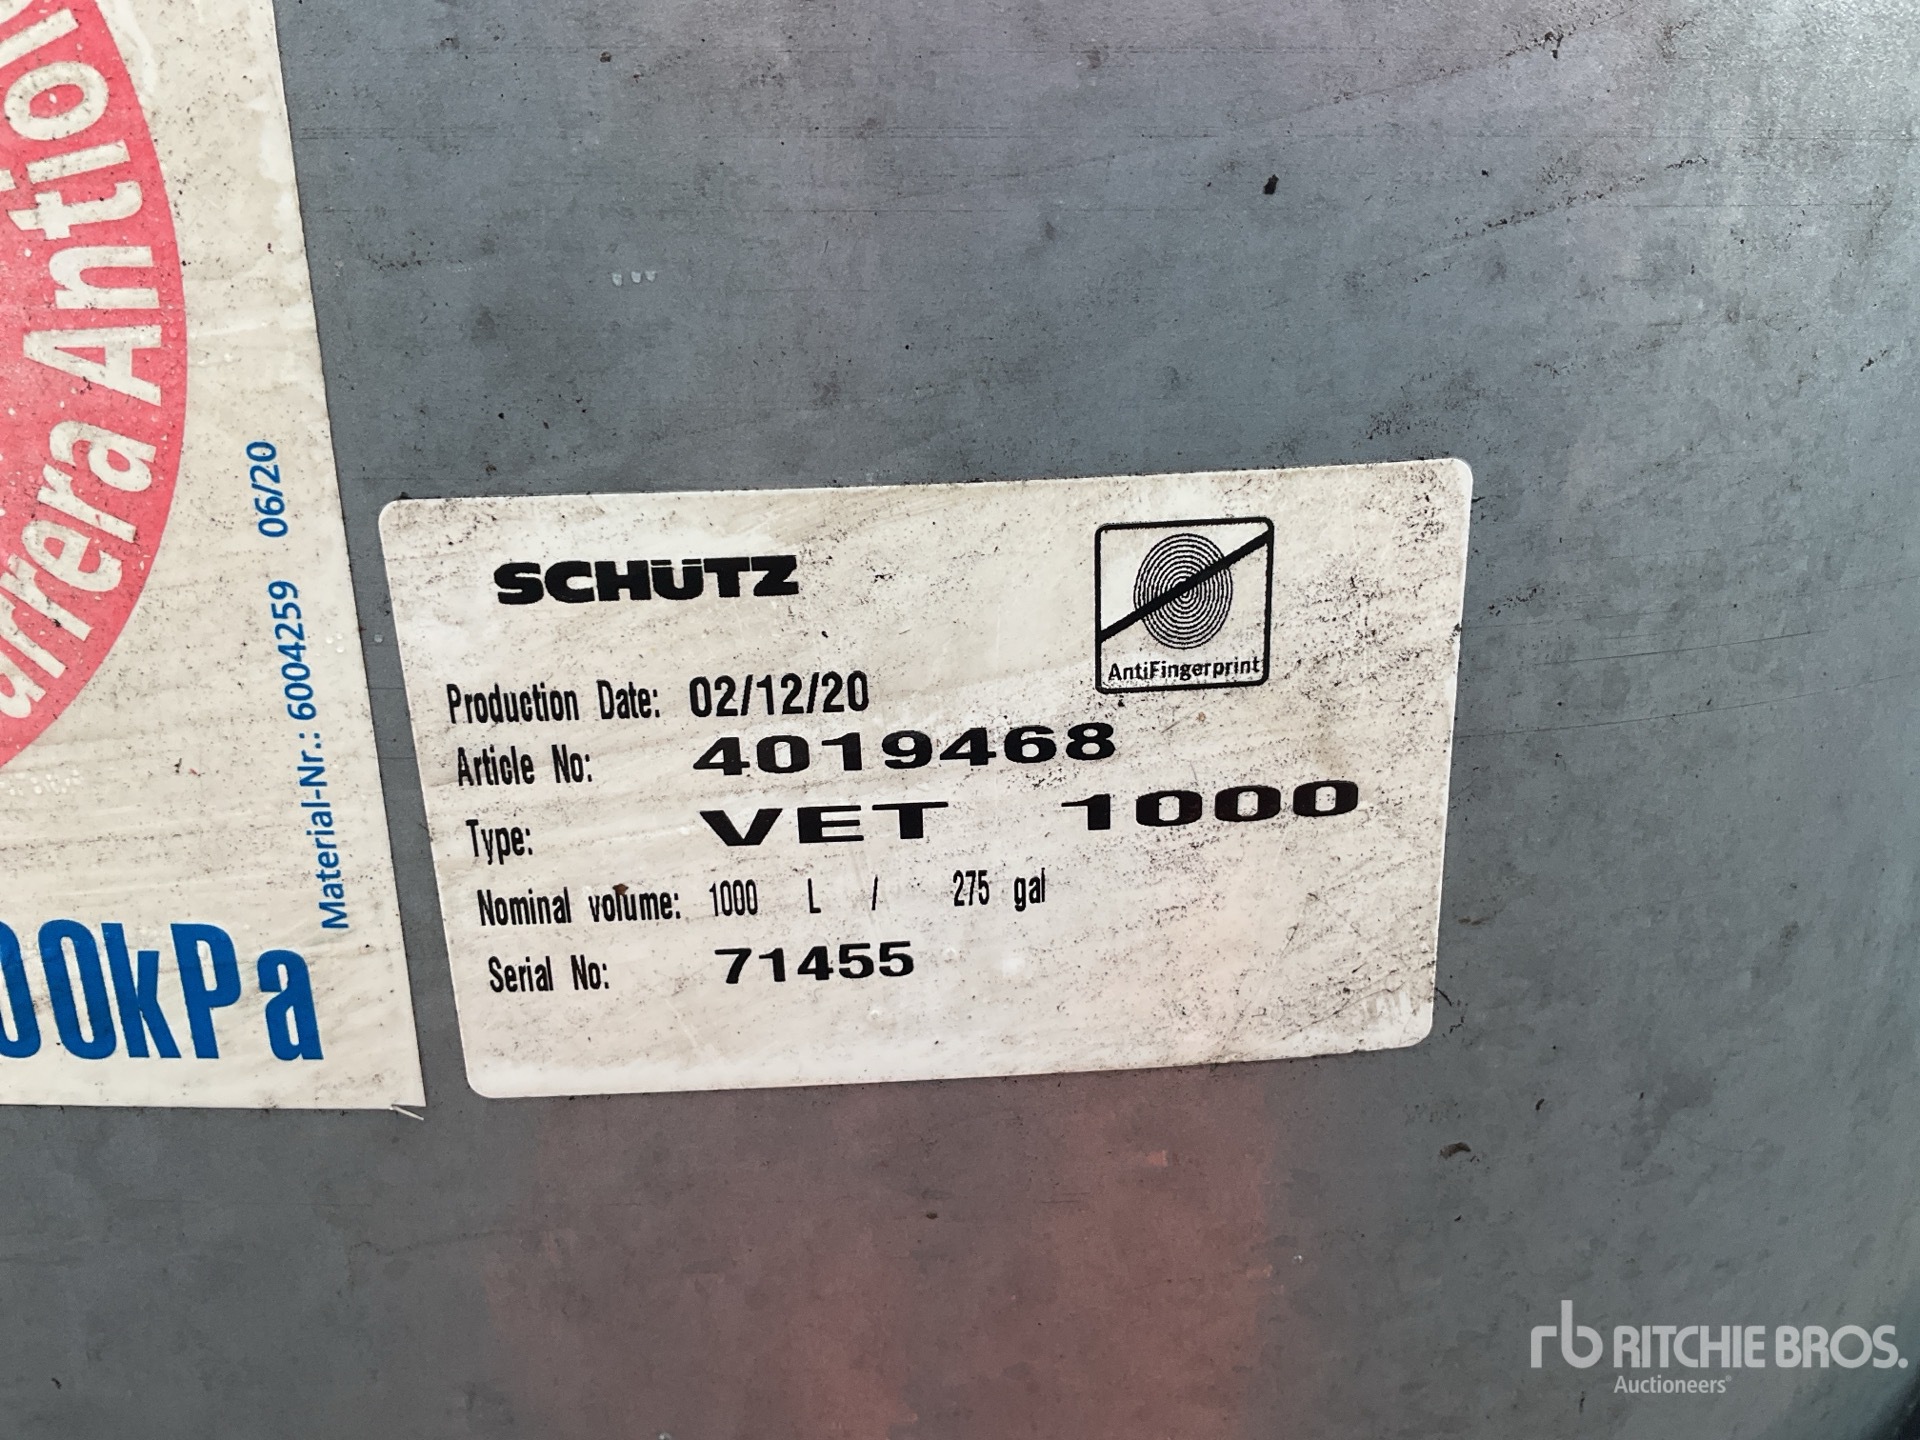 arrera Antio
Material-Nr.: 6004259 06/20
00kPa
SCHÜTZ
AntiFingerprint
Production Date: 02/12/20
Article No: 4019468
Type: VET 1000
Nominal volume: 1000 L / 275 gal
Serial No: 71455
rb RITCHIE BROS.
Auctioneers